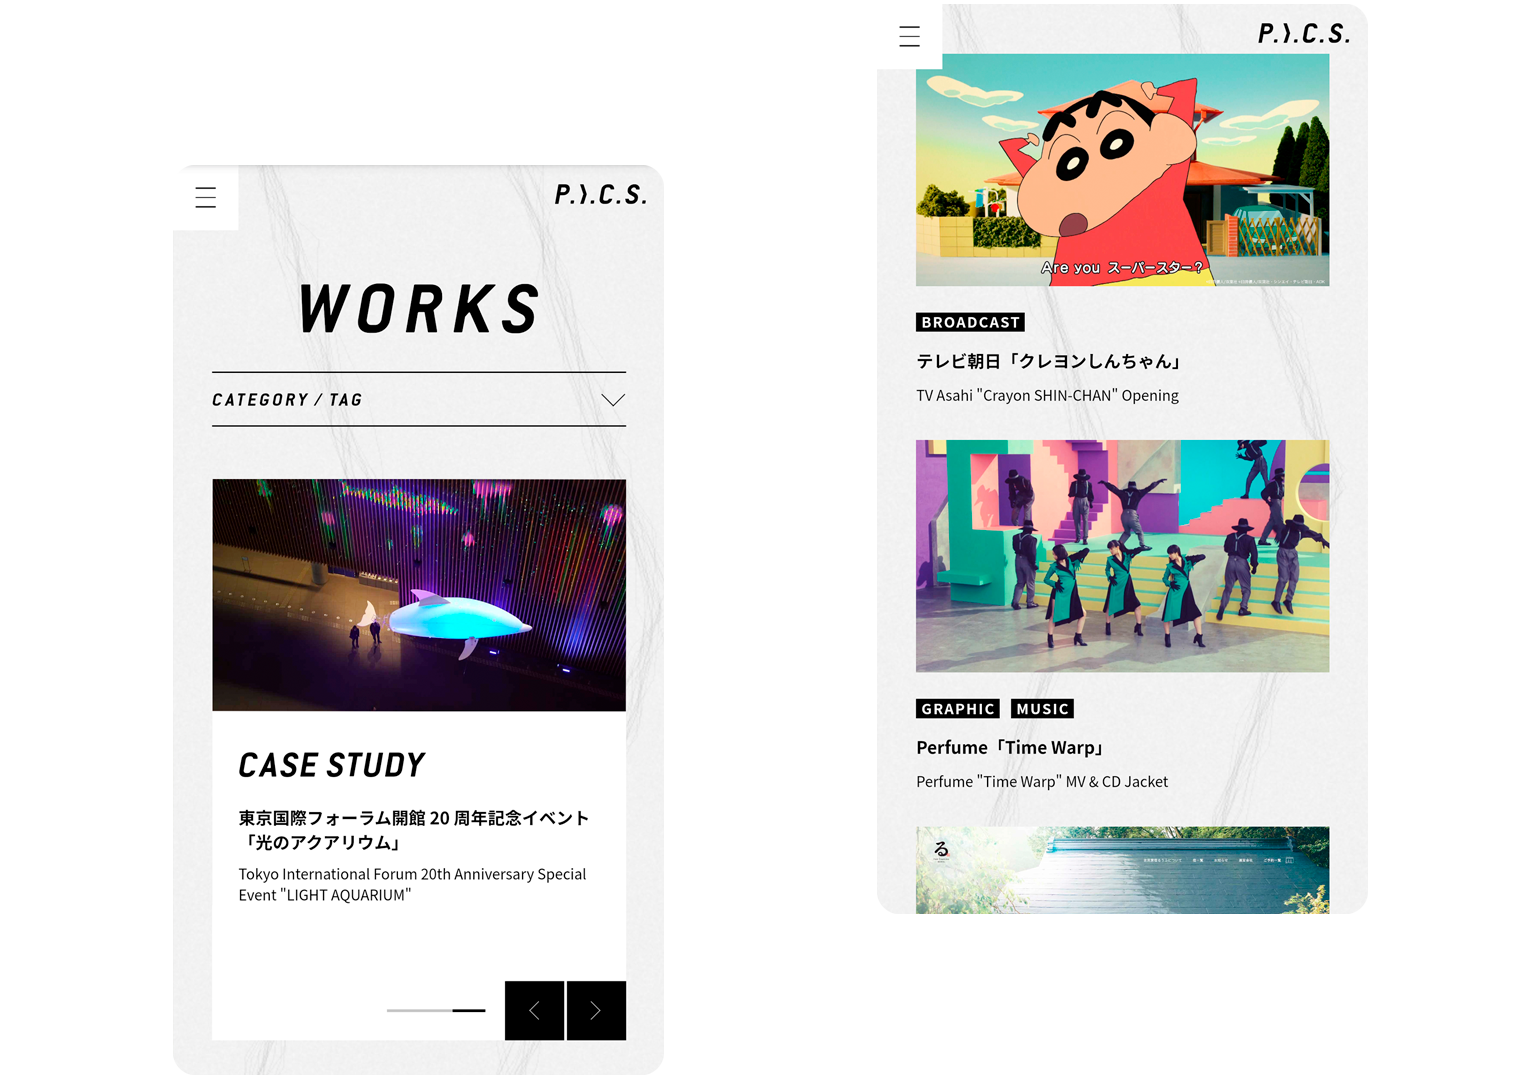 P.I.C.S.
WORKS
CATEGORY / TAG
CASE STUDY
東京国際フォーラム開館 20 周年記念イベント
「光のアクアリウム」
Tokyo International Forum 20th Anniversary Special
Event "LIGHT AQUARIUM"
P.I.C.S.
Are you スーパースター？
BROADCAST
テレビ朝日「クレヨンしんちゃん」
TV Asahi "Crayon SHIN-CHAN" Opening
GRAPHIC MUSIC
Perfume「Time Warp」
Perfume "Time Warp" MV & CD Jacket
る